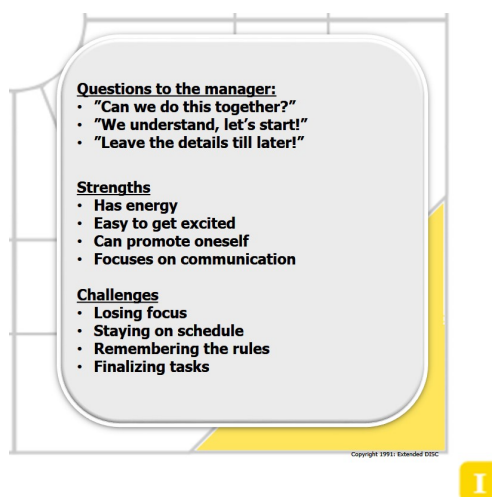 Questions to the manager:
• ”Can we do this together?”
• ”We understand, let’s start!”
• ”Leave the details till later!”
Strengths
• Has energy
• Easy to get excited
• Can promote oneself
• Focuses on communication
Challenges
• Losing focus
• Staying on schedule
• Remembering the rules
• Finalizing tasks
Copyright 1991: Extended DISC
I